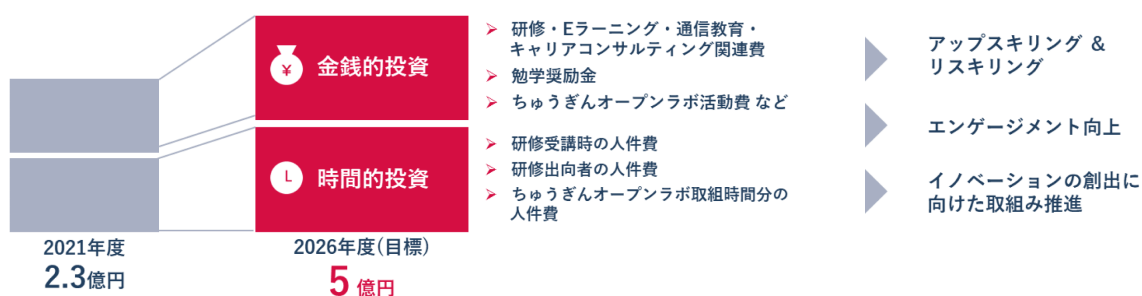 金銭的投資
¥
研修・Eラーニング・通信教育・
キャリアコンサルティング関連費
勉学奨励金
ちゅうぎんオープンラボ活動費 など
時間的投資
研修受講時の人件費
研修出向者の人件費
ちゅうぎんオープンラボ取組時間分の
人件費
アップスキリング &
リスキリング
エンゲージメント向上
イノベーションの創出に
向けた取組み推進
2021年度
2.3億円
2026年度(目標)
5 億円